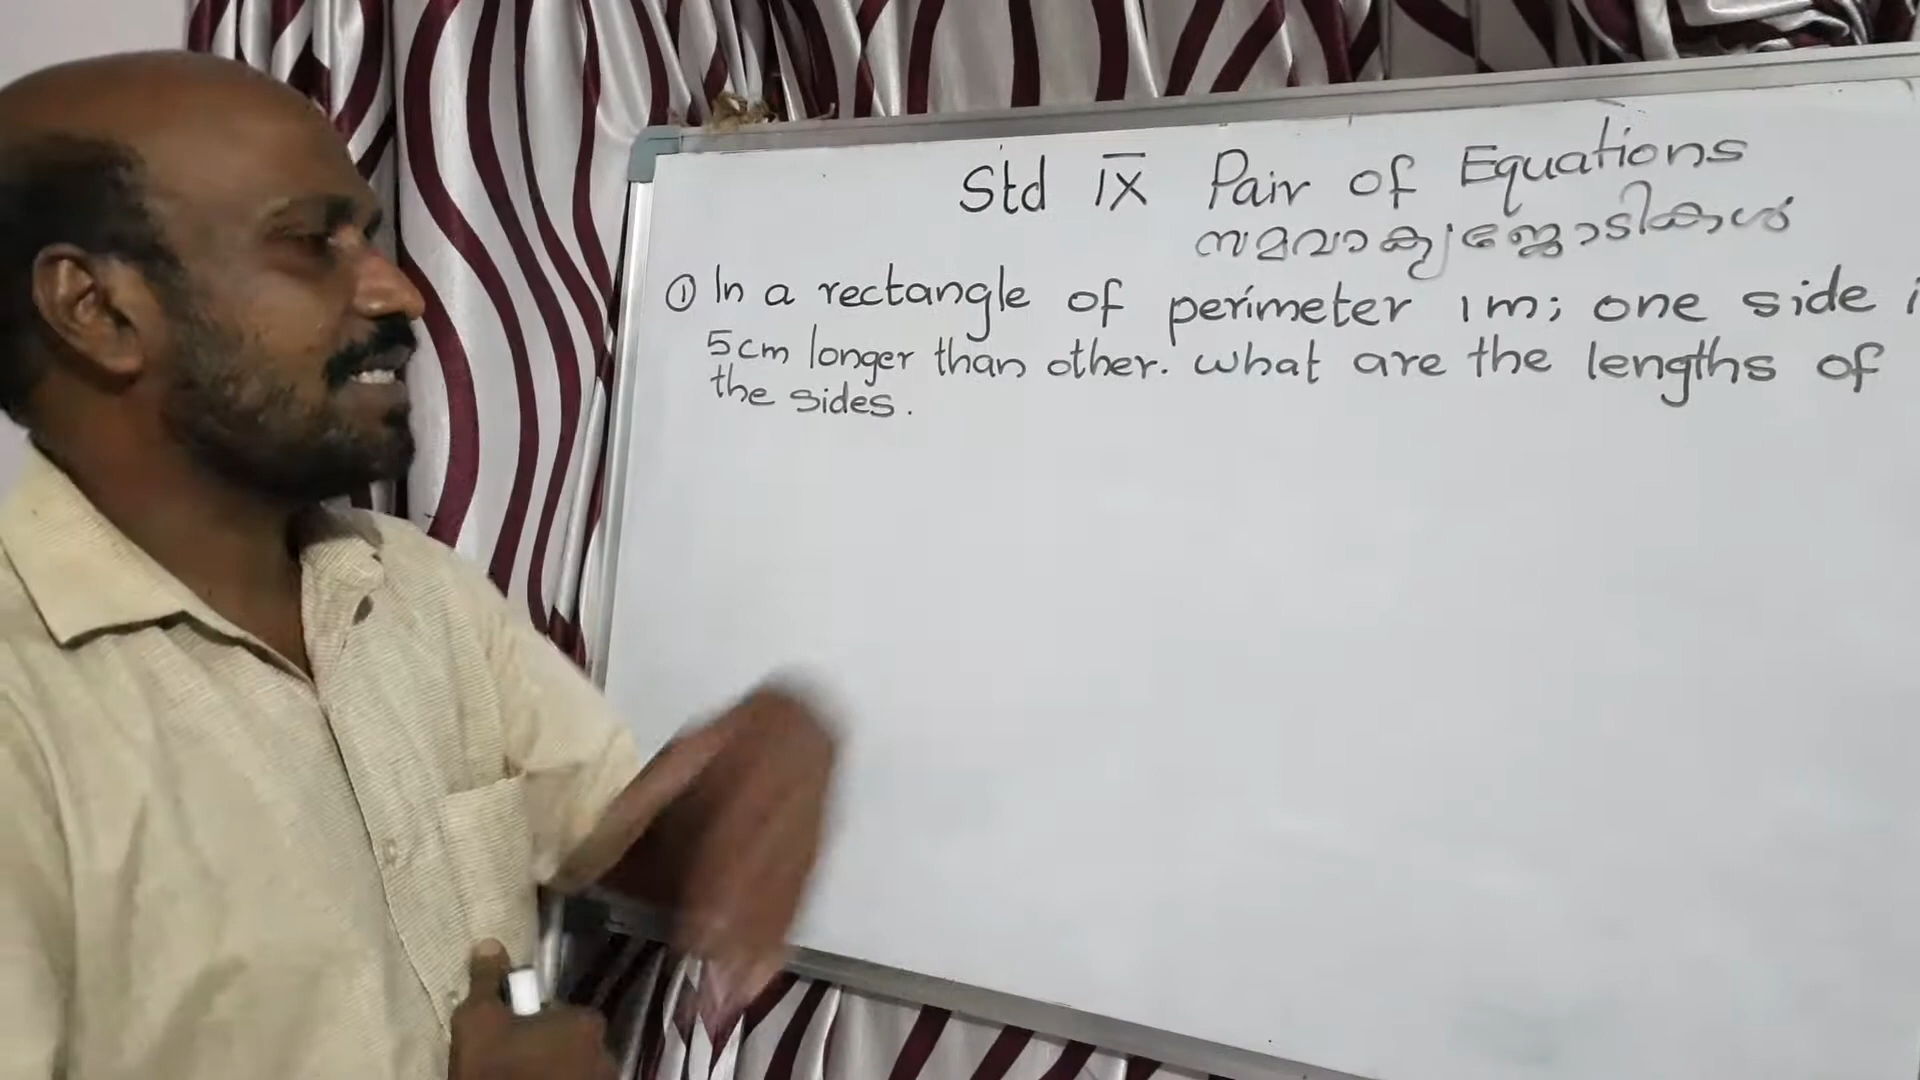 Std IX Pair of Equations
സമവാക്യജോടികൾ
① In a rectangle of perimeter 1m; one side
5cm longer than other. what are the lengths of
the sides.